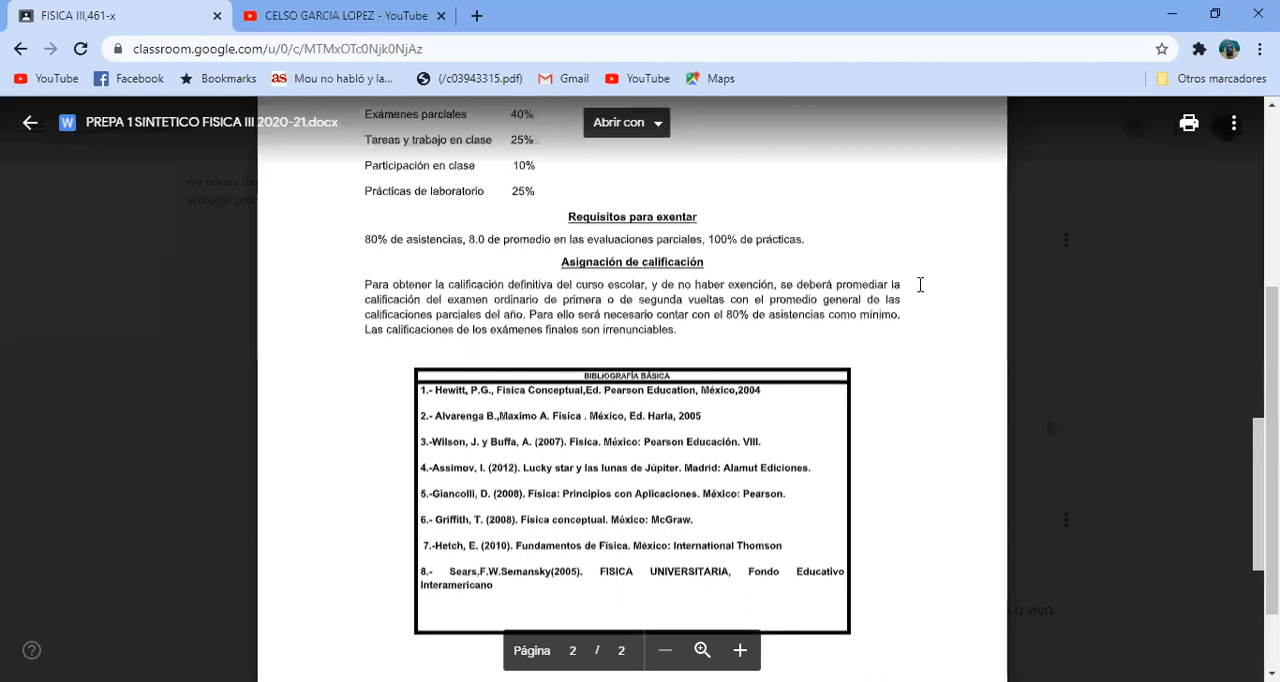 FISICA III,461-x
CELSO GARCIA LOPEZ - YouTube
classroom.google.com/u/0/c/MTMxOTc0Njk0NjAz
YouTube
Facebook
Bookmarks
Mou no habló y la...
(/c03943315.pdf)
Gmail
YouTube
Maps
Otros marcadores
PREPA 1 SINTETICO FISICA III 2020-21.docx
Abrir con
Exámenes parciales 40%
Tareas y trabajo en clase 25%
Participación en clase 10%
Prácticas de laboratorio 25%
Requisitos para exentar
80% de asistencias, 8.0 de promedio en las evaluaciones parciales, 100% de prácticas.
Asignación de calificación
Para obtener la calificación definitiva del curso escolar, y de no haber exención, se deberá promediar la
calificación del examen ordinario de primera o de segunda vueltas con el promedio general de las
calificaciones parciales del año. Para ello será necesario contar con el 80% de asistencias como mínimo.
Las calificaciones de los exámenes finales son irrenunciables.
BIBLIOGRAFÍA BÁSICA
1.- Hewitt, P.G., Fisica Conceptual,Ed. Pearson Education, México,2004
2.- Alvarenga B.,Maximo A. Fisica . México, Ed. Harla, 2005
3.-Wilson, J. y Buffa, A. (2007). Física. México: Pearson Educación. VIII.
4.-Assimov, I. (2012). Lucky star y las lunas de Júpiter. Madrid: Alamut Ediciones.
5.-Giancolli, D. (2008). Física: Principios con Aplicaciones. México: Pearson.
6.- Griffith, T. (2008). Física conceptual. México: McGraw.
7.-Hetch, E. (2010). Fundamentos de Física. México: International Thomson
8.- Sears,F.W.Semansky(2005). FISICA UNIVERSITARIA, Fondo Educativo
Interamericano
Página 2 / 2